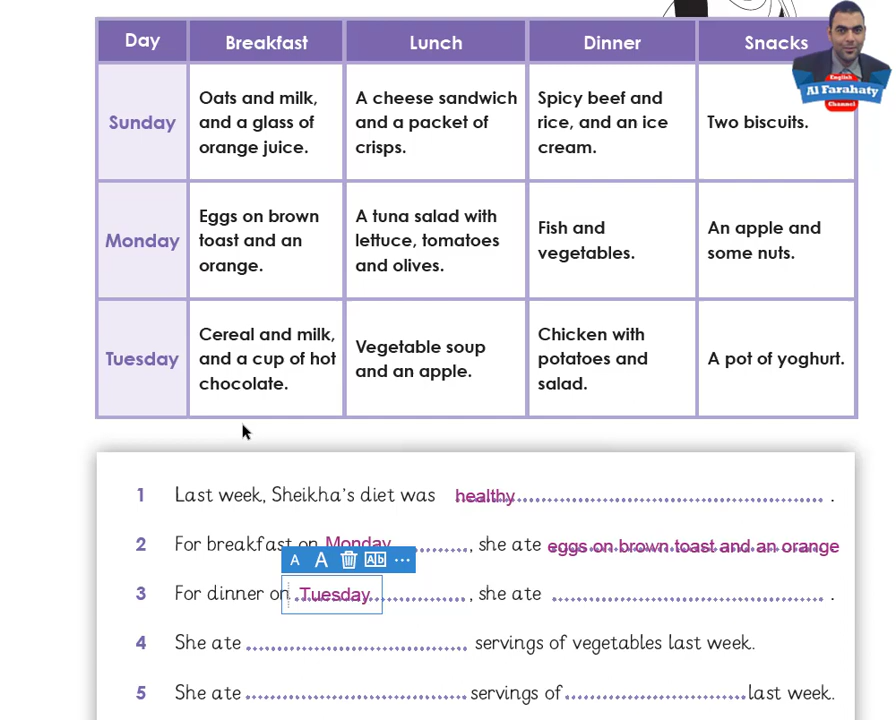 Day Breakfast Lunch Dinner Snacks
English
Al Farahaty
Channel
Sunday
Oats and milk,
and a glass of
orange juice.
A cheese sandwich
and a packet of
crisps.
Spicy beef and
rice, and an ice
cream.
Two biscuits.
Monday
Eggs on brown
toast and an
orange.
A tuna salad with
lettuce, tomatoes
and olives.
Fish and
vegetables.
An apple and
some nuts.
Tuesday
Cereal and milk,
and a cup of hot
chocolate.
Vegetable soup
and an apple.
Chicken with
potatoes and
salad.
A pot of yoghurt.
1 Last week, Sheikha's diet was healthy .
2 For breakfast on Monday , she ate eggs on brown toast and an orange
A A Ab ...
3 For dinner on Tuesday , she ate .
4 She ate servings of vegetables last week.
5 She ate servings of last week.